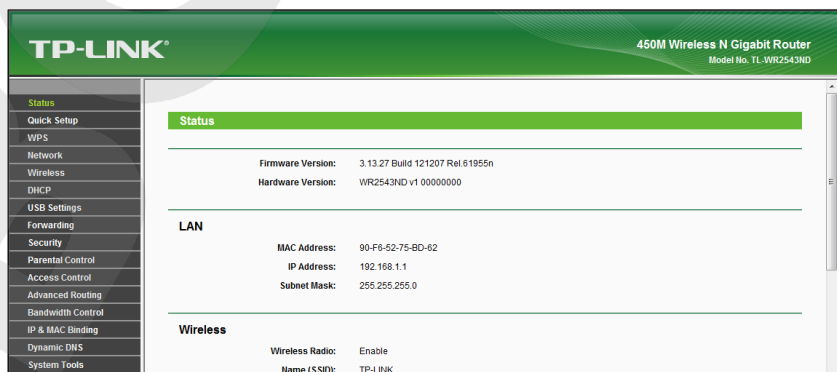 TP-LINK®
450M Wireless N Gigabit Router
Model No. TL-WR2543ND
Status
Quick Setup
WPS
Network
Wireless
DHCP
USB Settings
Forwarding
Security
Parental Control
Access Control
Advanced Routing
Bandwidth Control
IP & MAC Binding
Dynamic DNS
System Tools
Status
Firmware Version: 3.13.27 Build 121207 Rel.61955n
Hardware Version: WR2543ND v1 00000000
LAN
MAC Address: 90-F6-52-75-BD-62
IP Address: 192.168.1.1
Subnet Mask: 255.255.255.0
Wireless
Wireless Radio: Enable
Name (SSID): TP-LINK